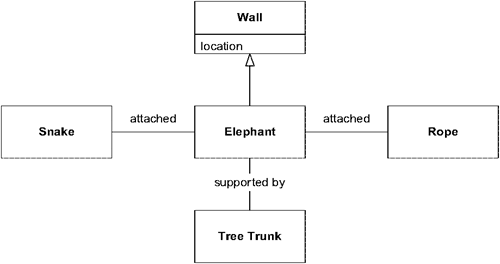 Wall
location
attached
attached
Snake
Elephant
Rope
supported by
Tree Trunk